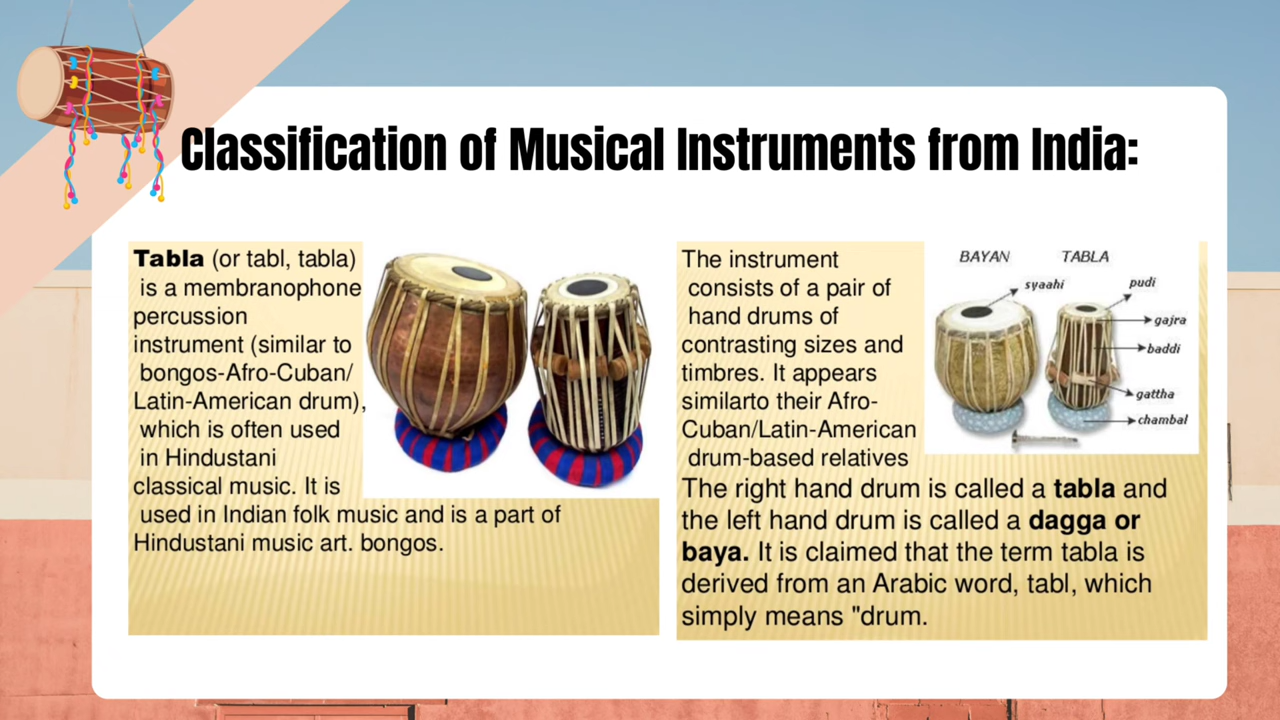 Classification of Musical Instruments from India:
Tabla (or tabl, tabla)
is a membranophone
percussion
instrument (similar to
bongos-Afro-Cuban/
Latin-American drum),
which is often used
in Hindustani
classical music. It is
used in Indian folk music and is a part of
Hindustani music art. bongos.
The instrument
consists of a pair of
hand drums of
contrasting sizes and
timbres. It appears
similarto their Afro-
Cuban/Latin-American
drum-based relatives
The right hand drum is called a tabla and
the left hand drum is called a dagga or
baya. It is claimed that the term tabla is
derived from an Arabic word, tabl, which
simply means "drum.
BAYAN TABLA
syaahi
pudi
gajra
baddi
gattha
chambal